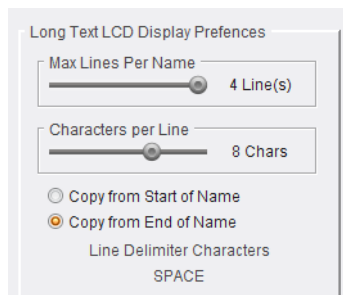 Long Text LCD Display Prefences
Max Lines Per Name
4 Line(s)
Characters per Line
8 Chars
Copy from Start of Name
Copy from End of Name
Line Delimiter Characters
SPACE